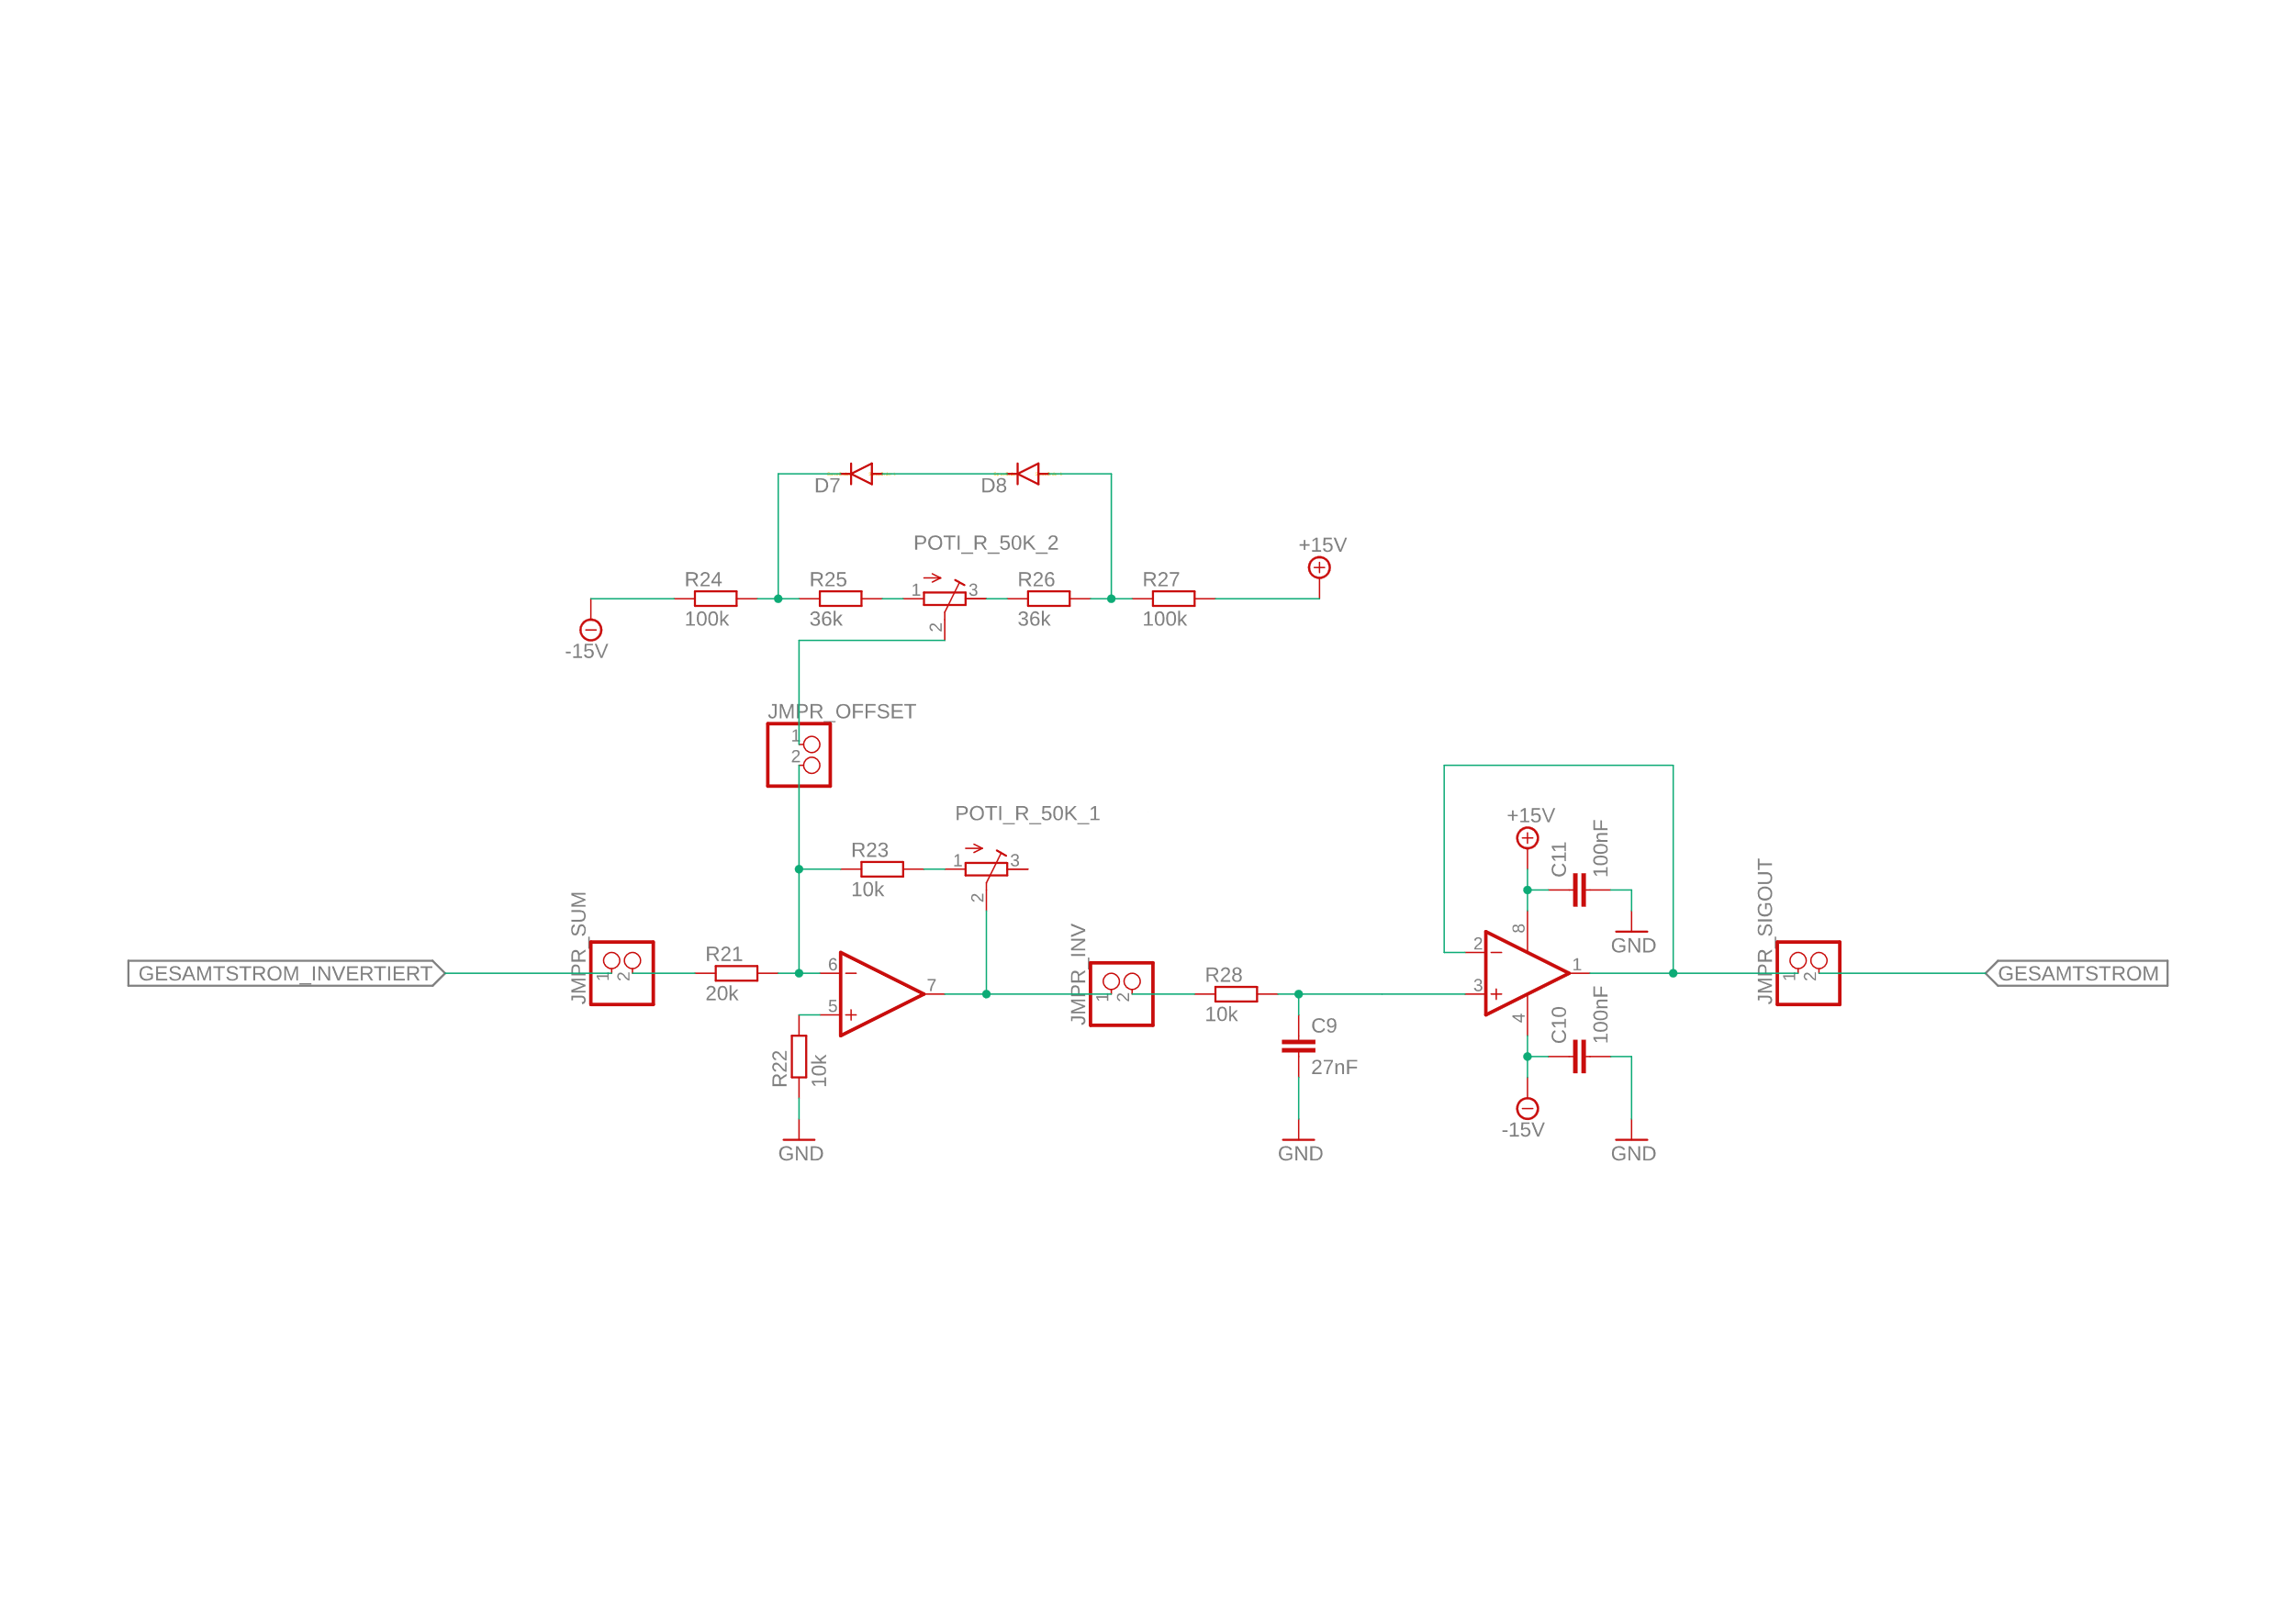 D7
D8
POTI_R_50K_2
+15V
R24
R25
1
3
R26
R27
100k
36k
2
36k
100k
-15V
JMPR_OFFSET
1
2
POTI_R_50K_1
+15V
C11
100nF
R23
1
3
10k
2
8
GND
JMPR_SUM
JMPR_INV
JMPR_SIGOUT
GESAMTSTROM_INVERTIERT
1
2
R21
20k
6
5
7
1
2
R28
10k
2
3
1
4
1
2
GESAMTSTROM
R22
10k
C9
27nF
C10
100nF
-15V
GND
GND
GND